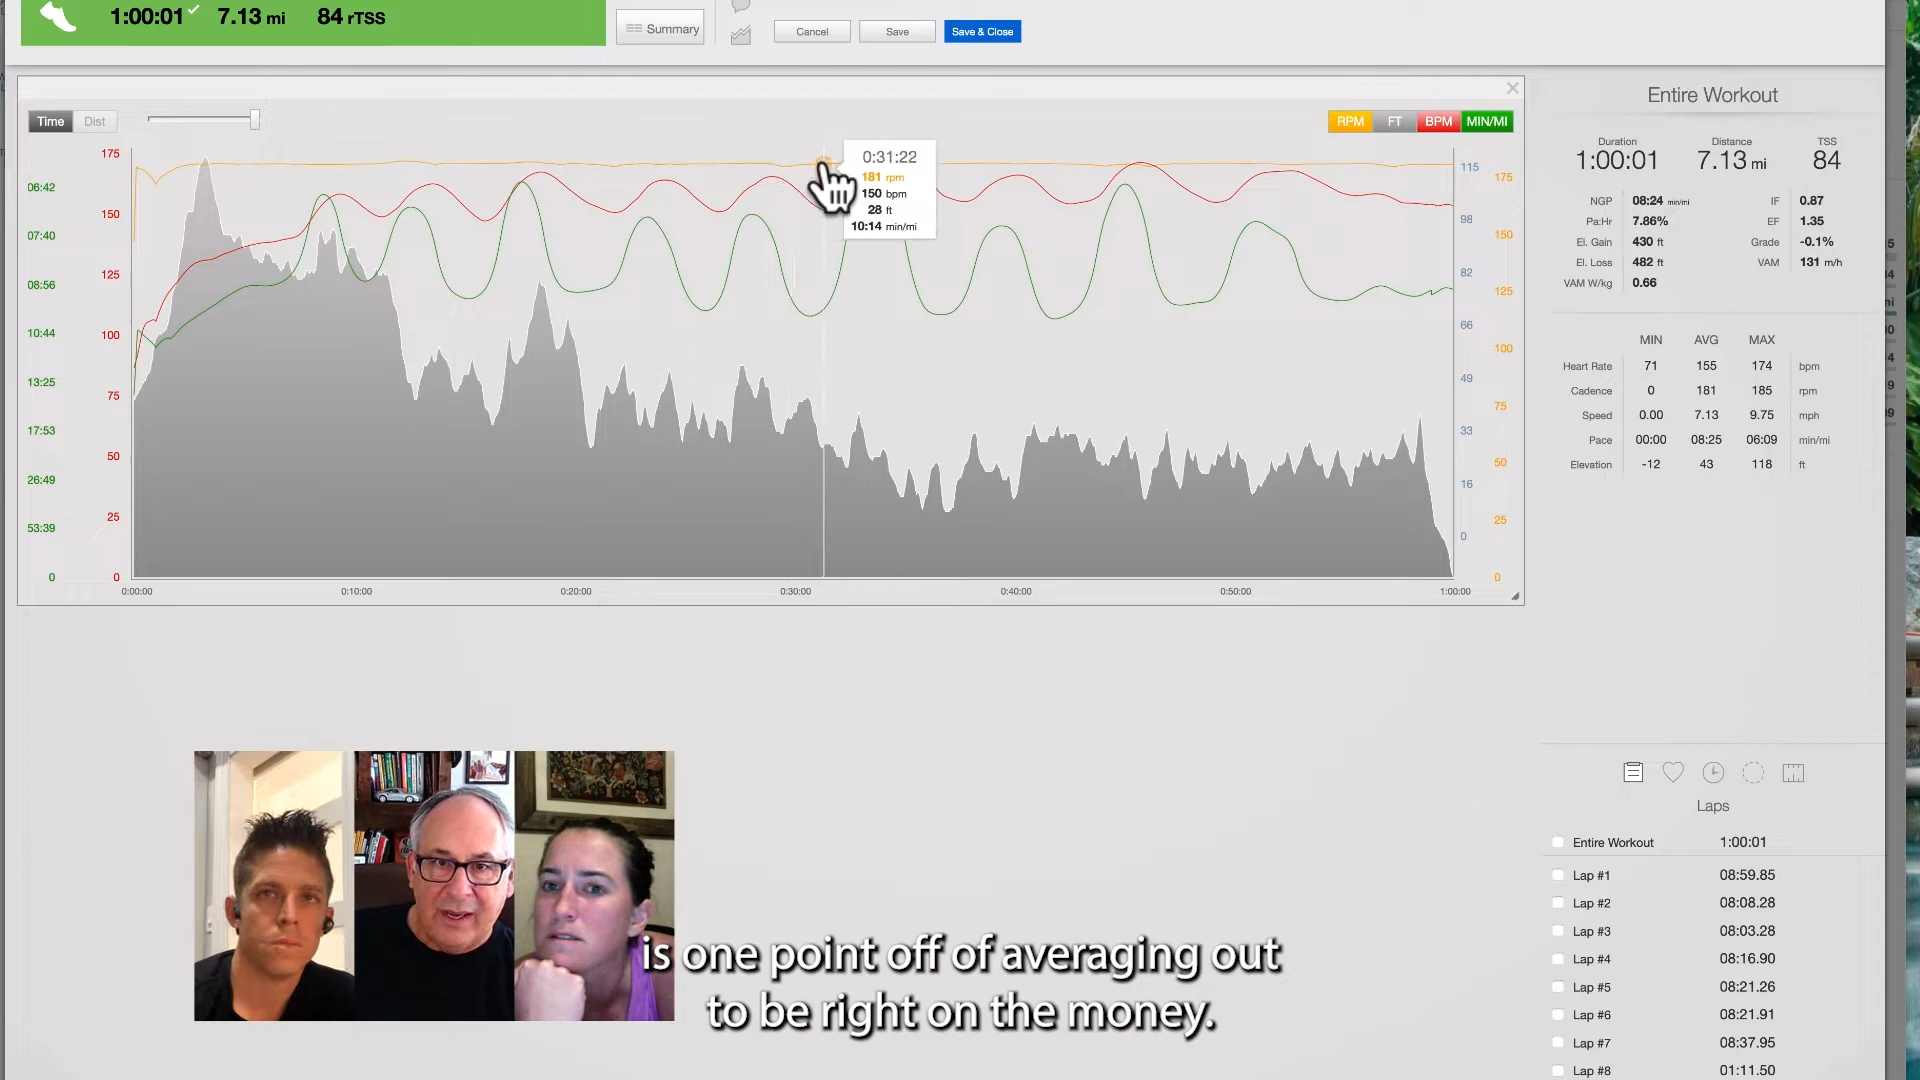 1:00:01 7.13 mi 84 rTSS
Summary
Cancel Save Save & Close
Time Dist
RPM FT BPM MIN/MI
0:31:22
181 rpm
150 bpm
28 ft
10:14 min/mi
06:42
07:40
08:56
10:44
13:25
17:53
26:49
53:39
0
175
150
125
100
75
50
25
0
115
98
82
66
49
33
16
0
175
150
125
100
75
50
25
0
0:00:00 0:10:00 0:20:00 0:30:00 0:40:00 0:50:00 1:00:00
Entire Workout
Duration Distance TSS
1:00:01 7.13 mi 84
NGP 08:24 min/mi IF 0.87
Pa:Hr 7.86% EF 1.35
El. Gain 430 ft Grade -0.1%
El. Loss 482 ft VAM 131 m/h
VAM W/kg 0.66
MIN AVG MAX
Heart Rate 71 155 174 bpm
Cadence 0 181 185 rpm
Speed 0.00 7.13 9.75 mph
Pace 00:00 08:25 06:09 min/mi
Elevation -12 43 118 ft
Laps
Entire Workout 1:00:01
Lap #1 08:59.85
Lap #2 08:08.28
Lap #3 08:03.28
Lap #4 08:16.90
Lap #5 08:21.26
Lap #6 08:21.91
Lap #7 08:37.95
Lap #8 01:11.50
is one point off of averaging out
to be right on the money.